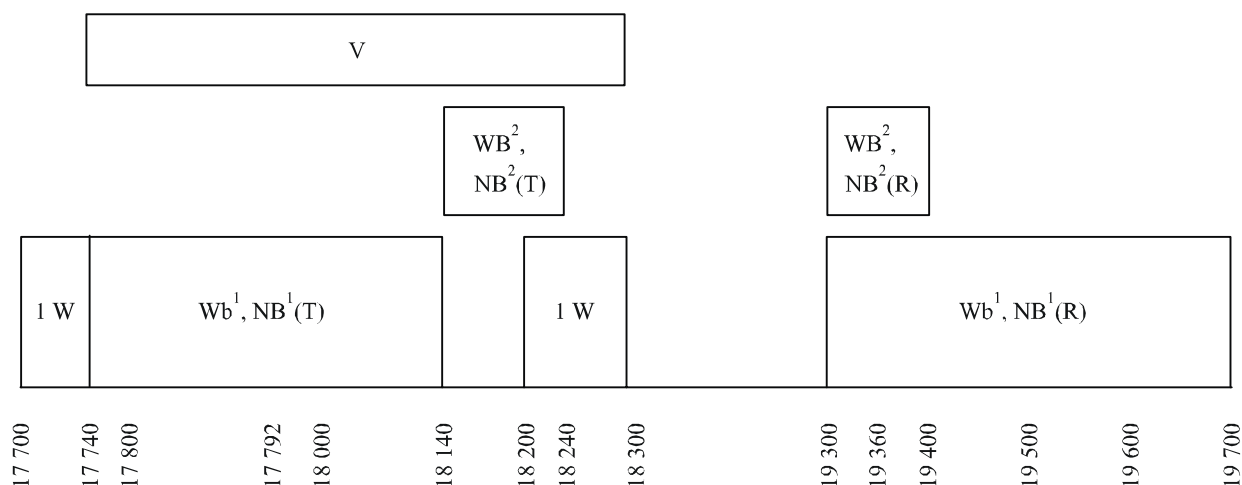 V
WB²,
NB²(T)
WB²,
NB²(R)
1 W
Wb¹, NB¹(T)
1 W
Wb¹, NB¹(R)
17 700
17 740
17 800
17 792
18 000
18 140
18 200
18 240
18 300
19 300
19 360
19 400
19 500
19 600
19 700